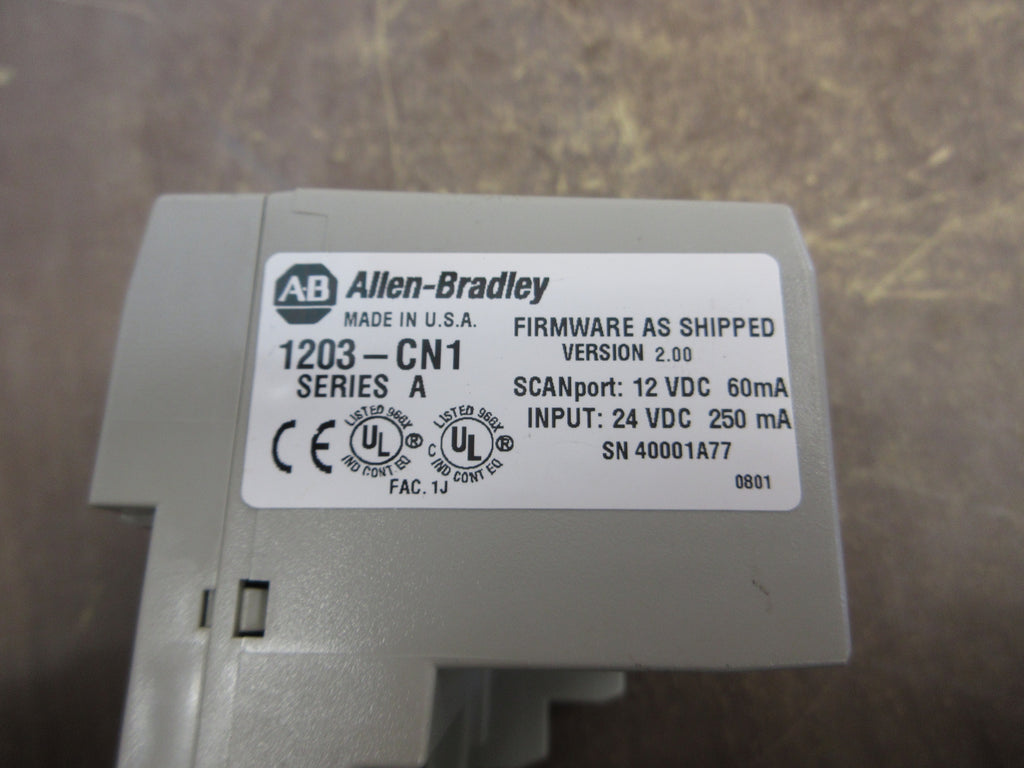 A-B Allen-Bradley
MADE IN U.S.A.
1203-CN1
SERIES A
CE LISTED 966X UL ® IND CONT EQ
C LISTED 966X UL ® IND CONT EQ
FAC. 1J
FIRMWARE AS SHIPPED
VERSION 2.00
SCANport: 12 VDC 60mA
INPUT: 24 VDC 250 mA
SN 40001A77
0801